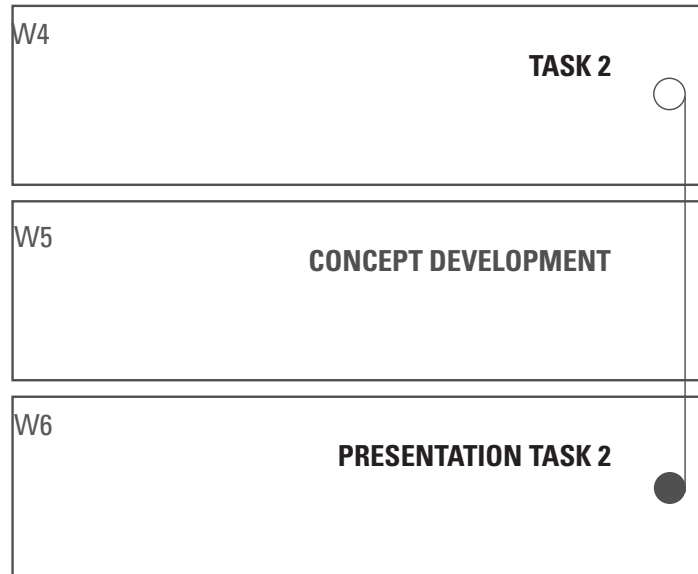 W4
TASK 2
W5
CONCEPT DEVELOPMENT
W6
PRESENTATION TASK 2